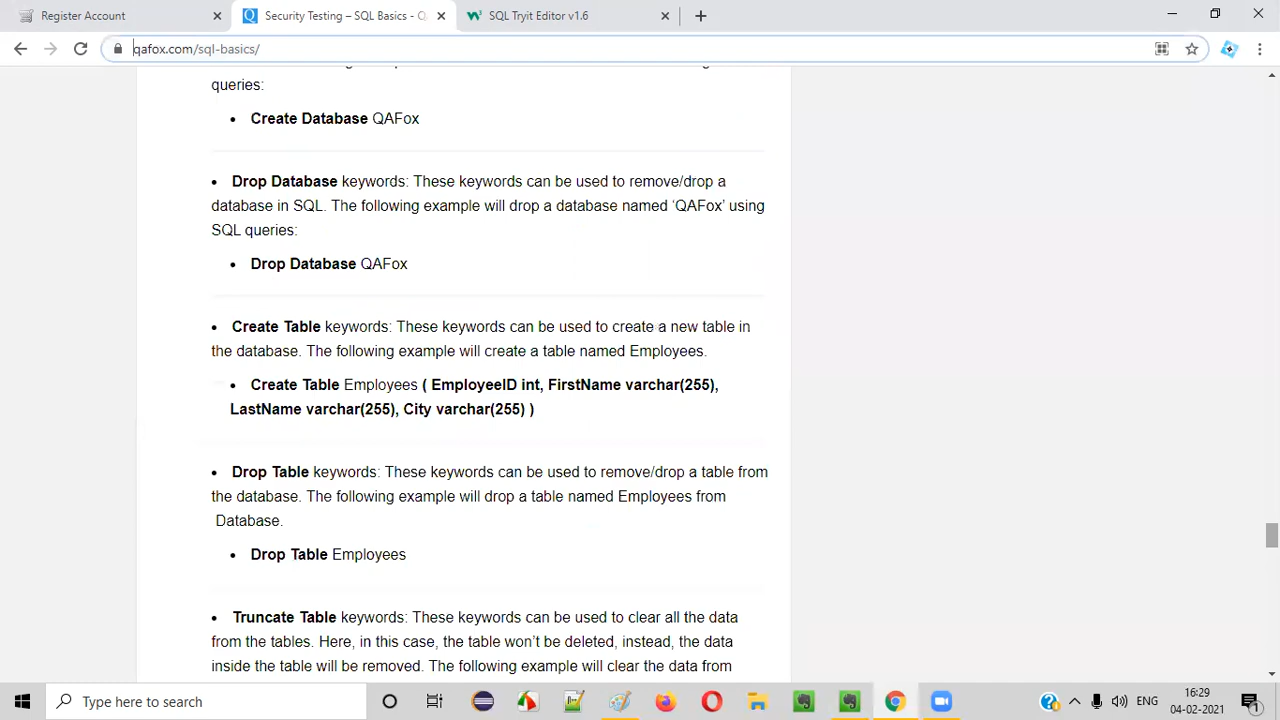 Register Account
Security Testing – SQL Basics - Q
SQL Tryit Editor v1.6
qafox.com/sql-basics/
queries:
• Create Database QAFox
• Drop Database keywords: These keywords can be used to remove/drop a
database in SQL. The following example will drop a database named ‘QAFox’ using
SQL queries:
• Drop Database QAFox
• Create Table keywords: These keywords can be used to create a new table in
the database. The following example will create a table named Employees.
• Create Table Employees ( EmployeeID int, FirstName varchar(255),
LastName varchar(255), City varchar(255) )
• Drop Table keywords: These keywords can be used to remove/drop a table from
the database. The following example will drop a table named Employees from
Database.
• Drop Table Employees
• Truncate Table keywords: These keywords can be used to clear all the data
from the tables. Here, in this case, the table won’t be deleted, instead, the data
inside the table will be removed. The following example will clear the data from
Type here to search
ENG
16:29
04-02-2021